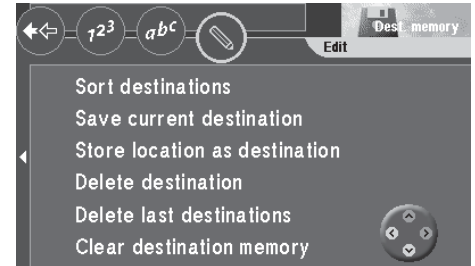 123
abc
Dest. memory
Edit
Sort destinations
Save current destination
Store location as destination
Delete destination
Delete last destinations
Clear destination memory